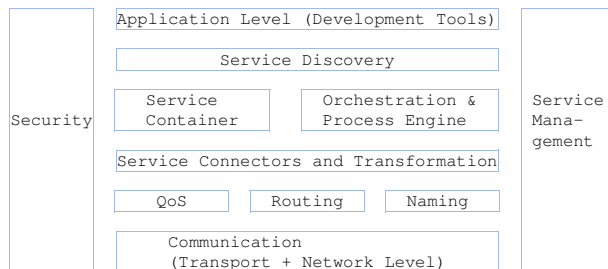 Application Level (Development Tools)
Service Discovery
Service
Container
Orchestration &
Process Engine
Security
Service
Mana-
gement
Service Connectors and Transformation
QoS
Routing
Naming
Communication
(Transport + Network Level)